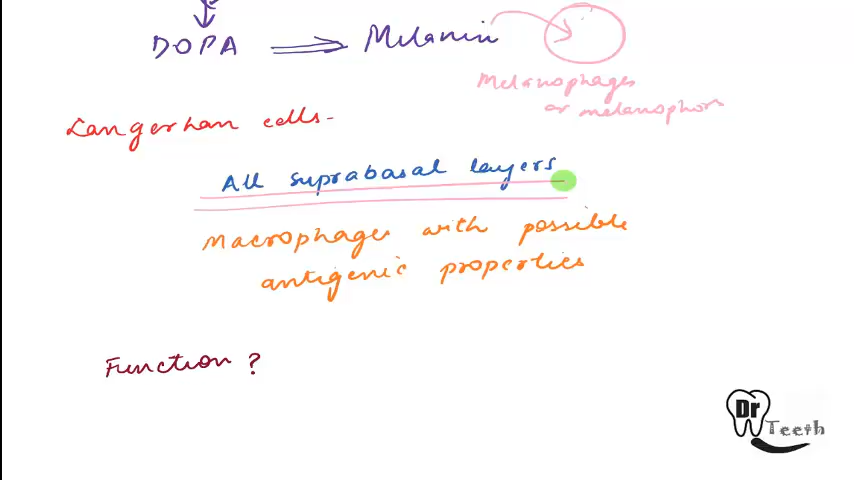 DOPA ⟹ Melanin
Melanophages
or melanophors
Langerhan cells-
All suprabasal layers
Macrophages with possible
antigenic properties
Function ?
Dr
Teeth